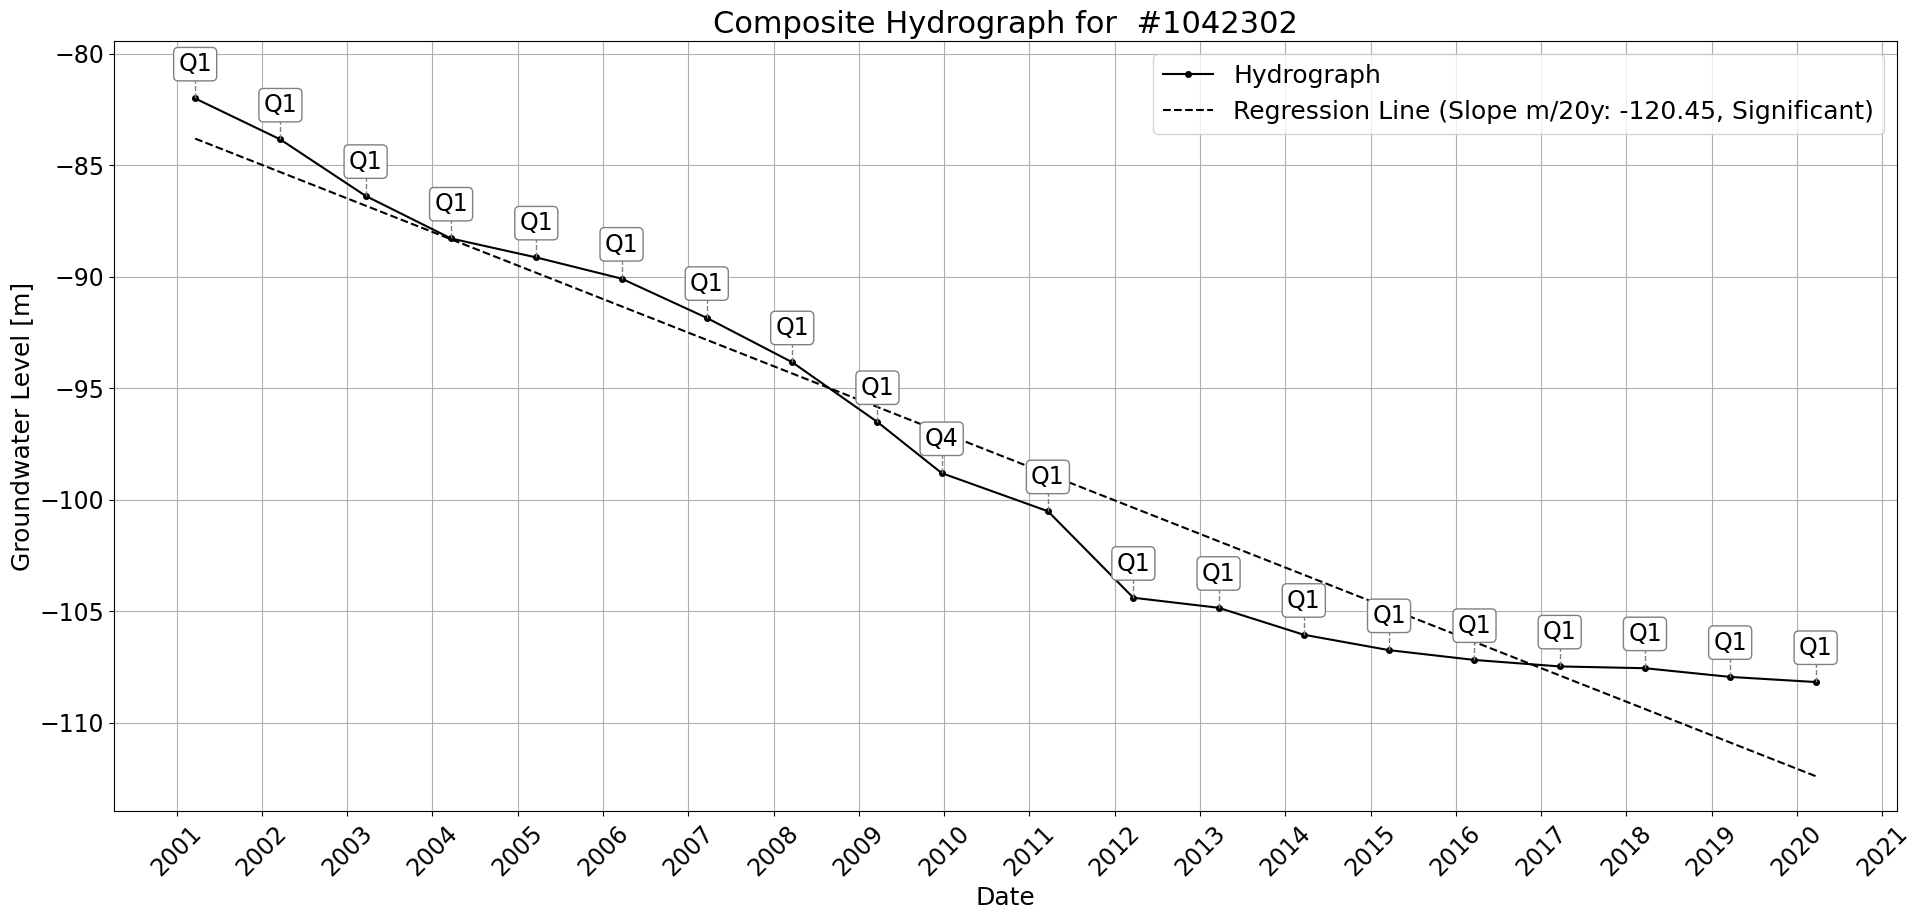 Composite Hydrograph for  #1042302
Hydrograph
Regression Line (Slope m/20y: -120.45, Significant)
Groundwater Level [m]
−80
−85
−90
−95
−100
−105
−110
Q1
Q1
Q1
Q1
Q1
Q1
Q1
Q1
Q1
Q4
Q1
Q1
Q1
Q1
Q1
Q1
Q1
Q1
Q1
Q1
2001
2002
2003
2004
2005
2006
2007
2008
2009
2010
2011
2012
2013
2014
2015
2016
2017
2018
2019
2020
2021
Date